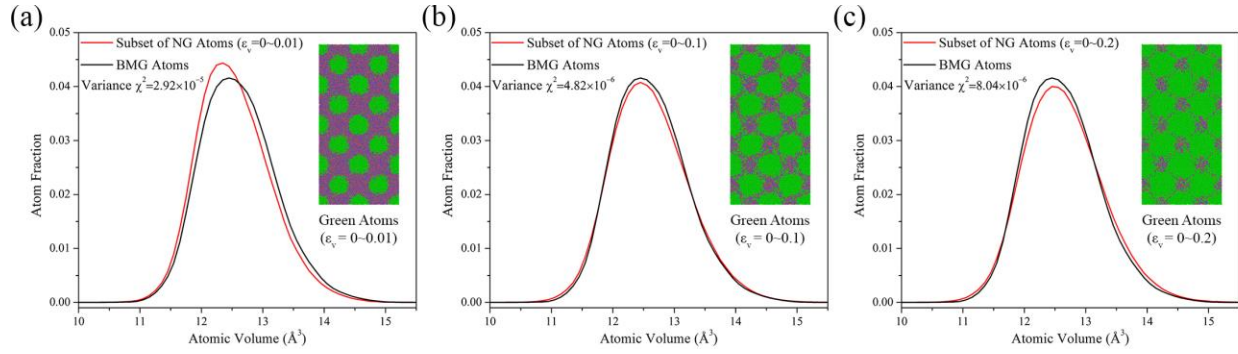 (a)
0.05
0.04
0.03
0.02
0.01
0.00
Atom Fraction
Subset of NG Atoms (εᵥ=0~0.01)
BMG Atoms
Variance χ²=2.92×10⁻⁵
Green Atoms
(εᵥ = 0~0.01)
10 11 12 13 14 15
Atomic Volume (Å³)
(b)
0.05
0.04
0.03
0.02
0.01
0.00
Atom Fraction
Subset of NG Atoms (εᵥ=0~0.1)
BMG Atoms
Variance χ²=4.82×10⁻⁶
Green Atoms
(εᵥ = 0~0.1)
10 11 12 13 14 15
Atomic Volume (Å³)
(c)
0.05
0.04
0.03
0.02
0.01
0.00
Atom Fraction
Subset of NG Atoms (εᵥ=0~0.2)
BMG Atoms
Variance χ²=8.04×10⁻⁶
Green Atoms
(εᵥ = 0~0.2)
10 11 12 13 14 15
Atomic Volume (Å³)